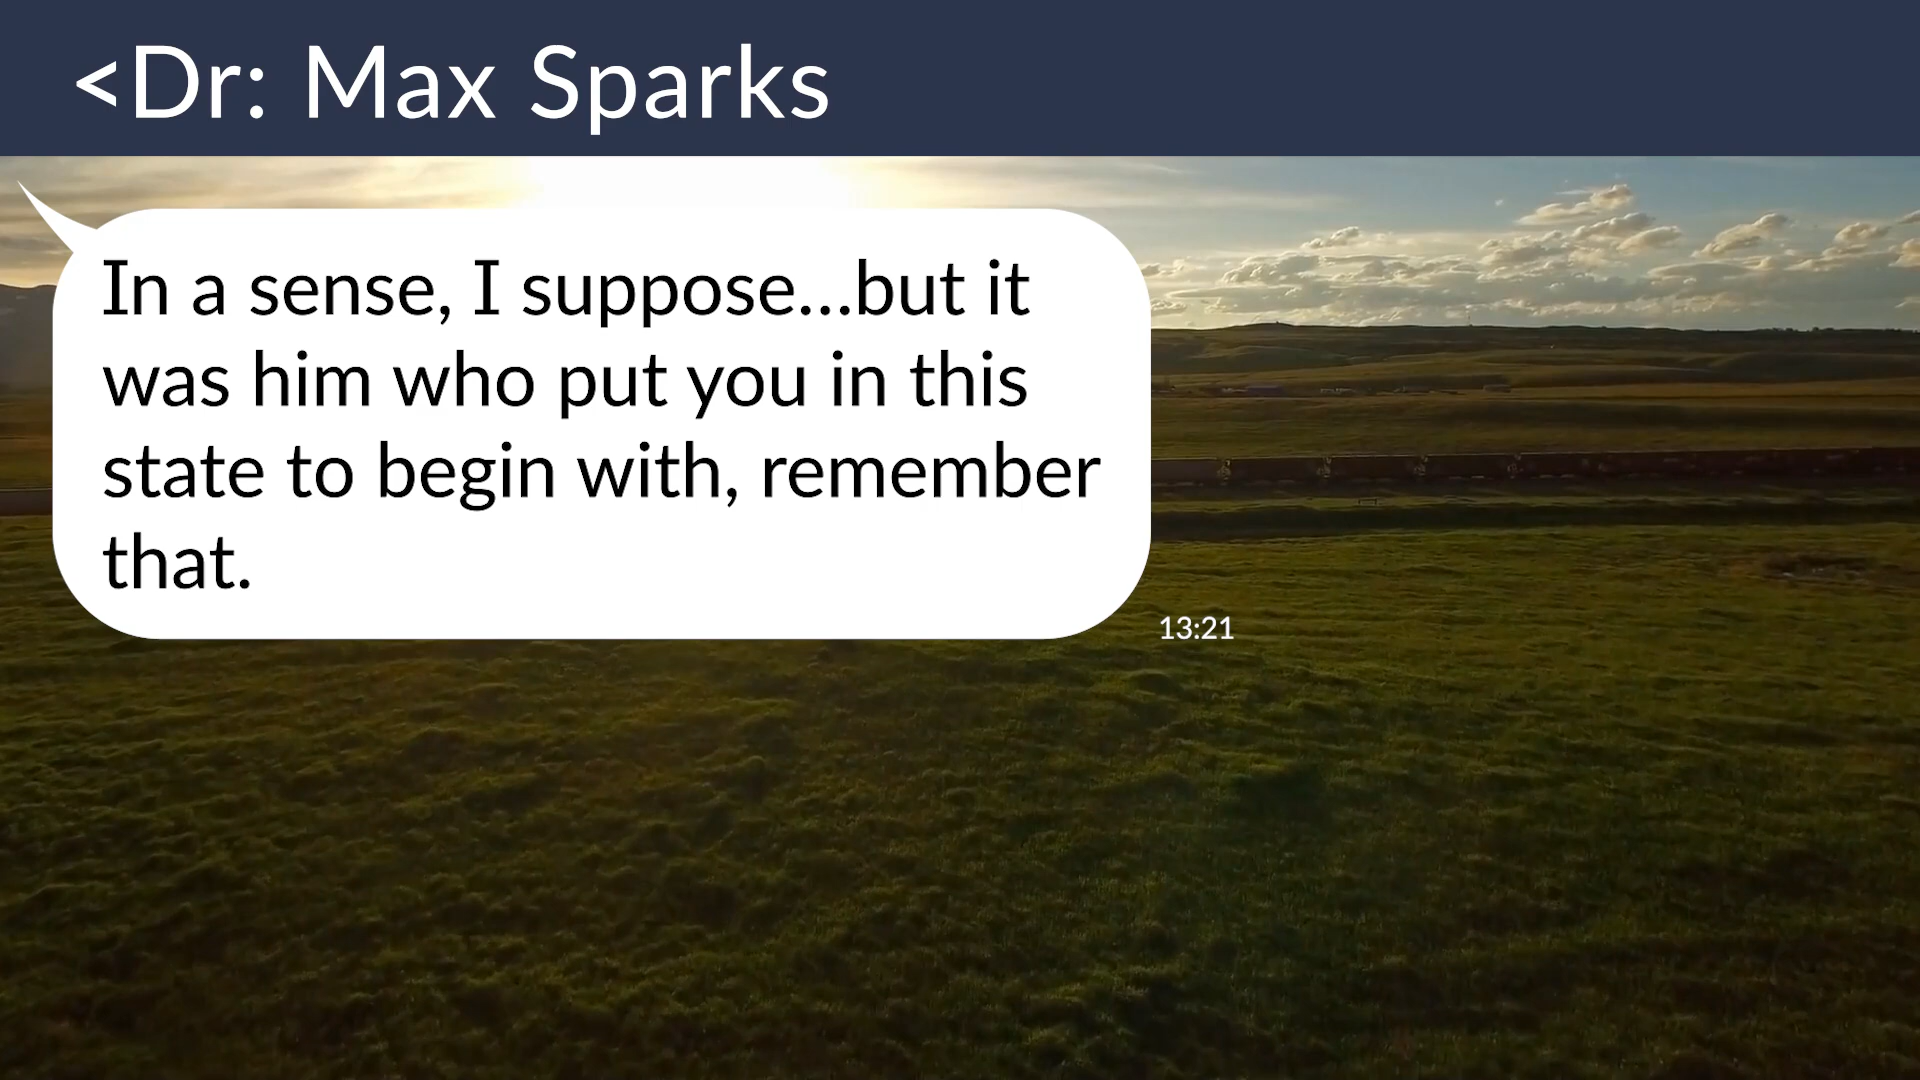 <Dr: Max Sparks
In a sense, I suppose...but it
was him who put you in this
state to begin with, remember
that.
13:21